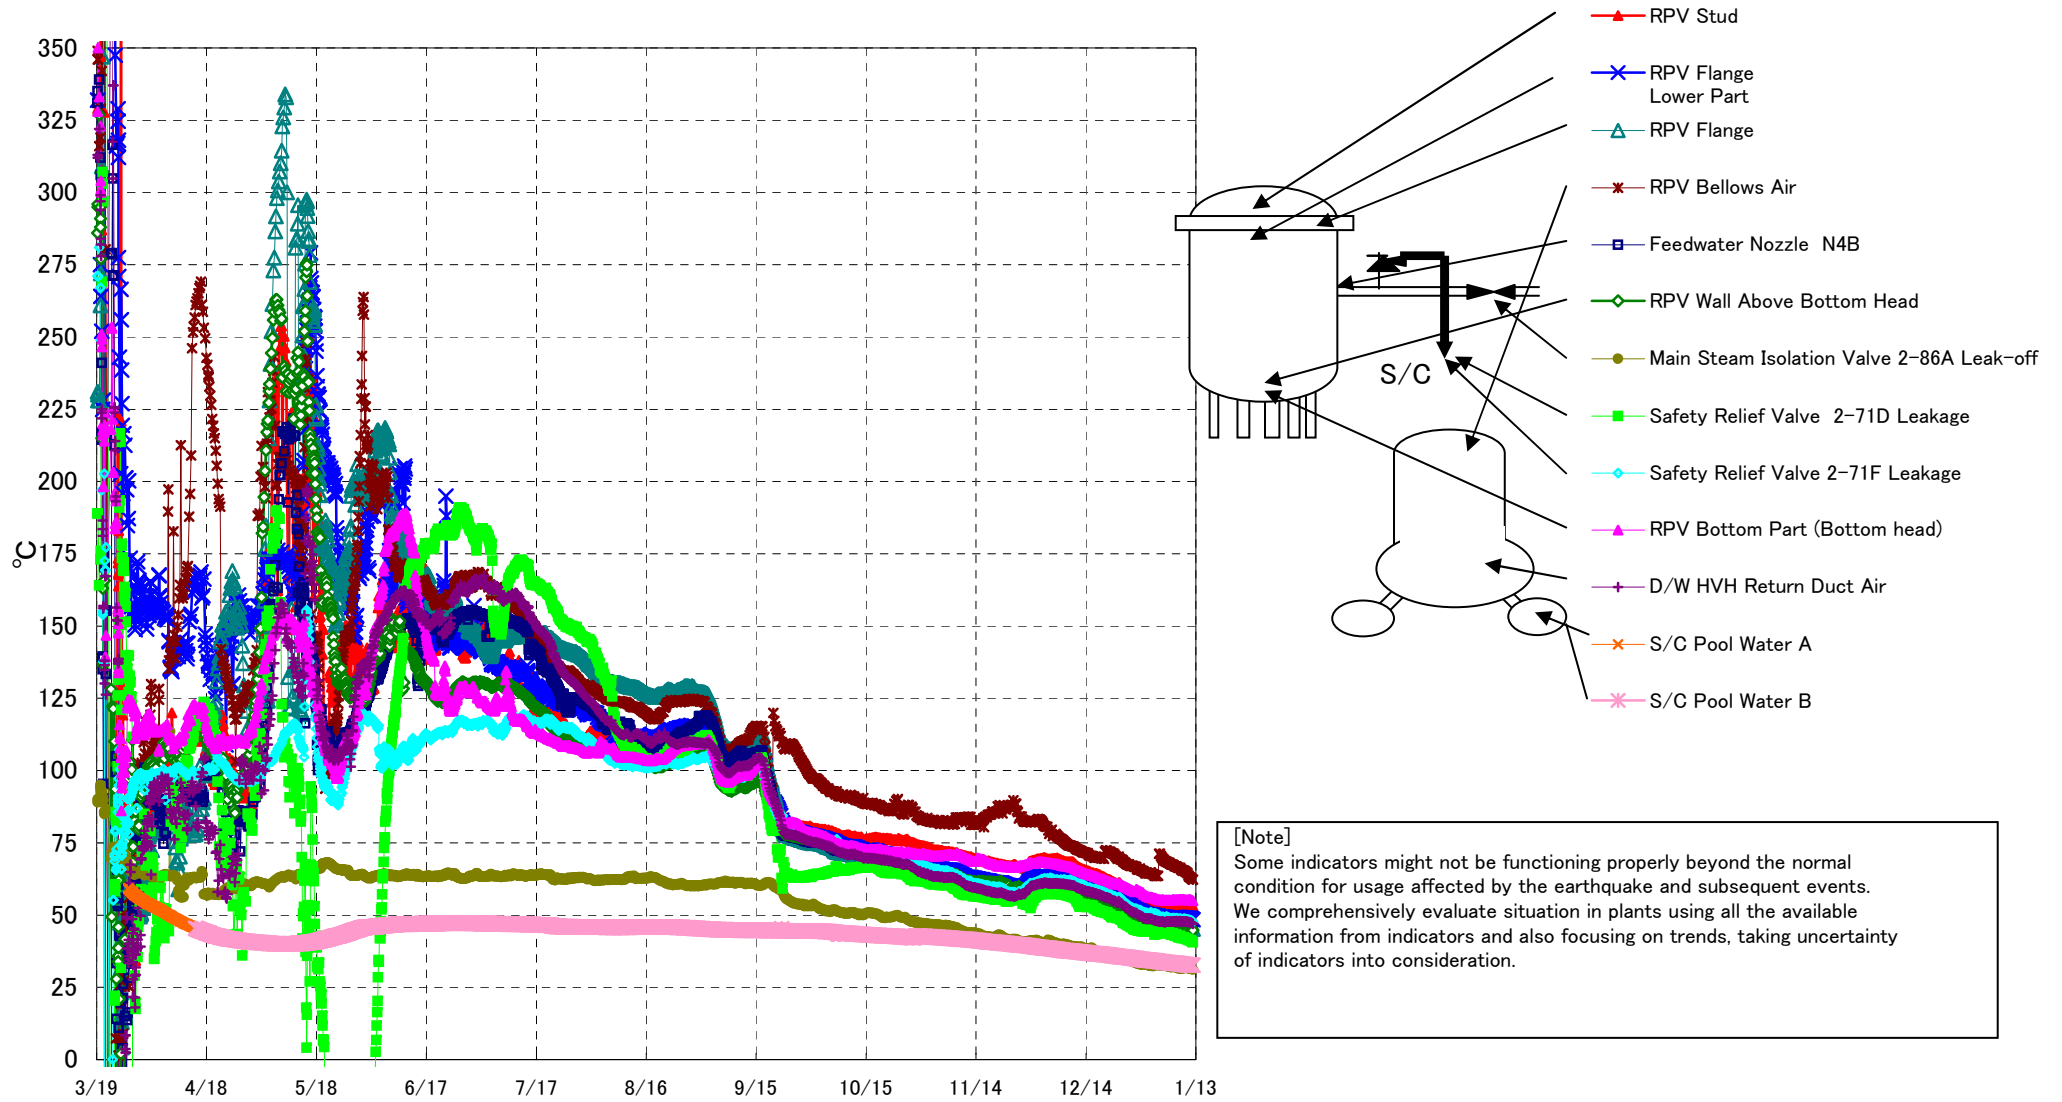 350
325
300
275
250
225
200
175
150
125
100
75
50
25
0
℃
3/19
4/18
5/18
6/17
7/17
8/16
9/15
10/15
11/14
12/14
1/13
RPV Stud
RPV Flange
Lower Part
RPV Flange
RPV Bellows Air
Feedwater Nozzle N4B
RPV Wall Above Bottom Head
Main Steam Isolation Valve 2-86A Leak-off
Safety Relief Valve 2-71D Leakage
Safety Relief Valve 2-71F Leakage
RPV Bottom Part (Bottom head)
D/W HVH Return Duct Air
S/C Pool Water A
S/C Pool Water B
S/C
[Note]
Some indicators might not be functioning properly beyond the normal
condition for usage affected by the earthquake and subsequent events.
We comprehensively evaluate situation in plants using all the available
information from indicators and also focusing on trends, taking uncertainty
of indicators into consideration.